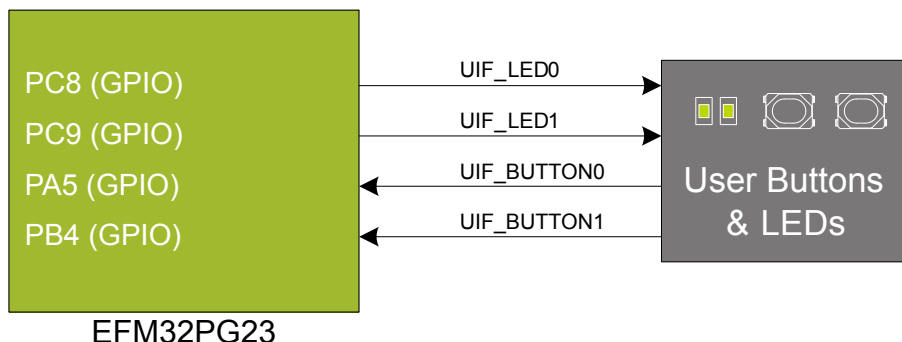 PC8 (GPIO)
PC9 (GPIO)
PA5 (GPIO)
PB4 (GPIO)
UIF_LED0
UIF_LED1
UIF_BUTTON0
UIF_BUTTON1
User Buttons
& LEDs
EFM32PG23